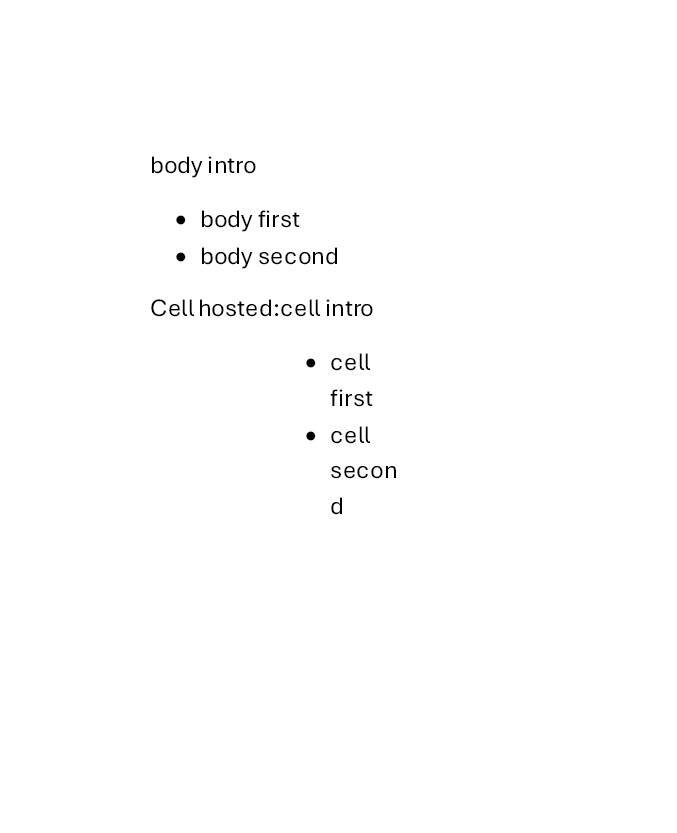 body intro
• body first
• body second
Cell hosted:cell intro
• cell
first
• cell
secon
d